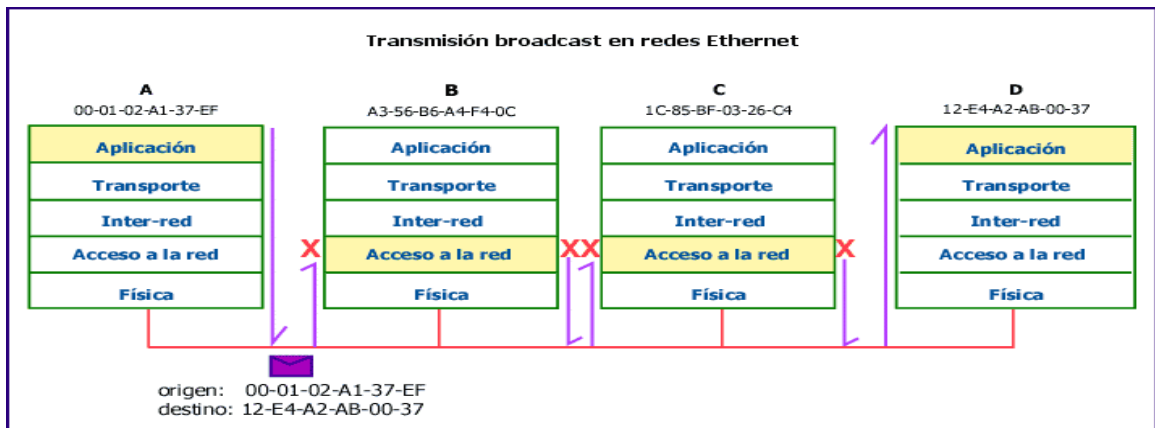 Transmisión broadcast en redes Ethernet
A B C D
00-01-02-A1-37-EF A3-56-B6-A4-F4-0C 1C-85-BF-03-26-C4 12-E4-A2-AB-00-37
Aplicación Aplicación Aplicación Aplicación
Transporte Transporte Transporte Transporte
Inter-red Inter-red Inter-red Inter-red
X Acceso a la red Acceso a la red XX Acceso a la red X Acceso a la red
Física Física Física Física
origen: 00-01-02-A1-37-EF
destino: 12-E4-A2-AB-00-37